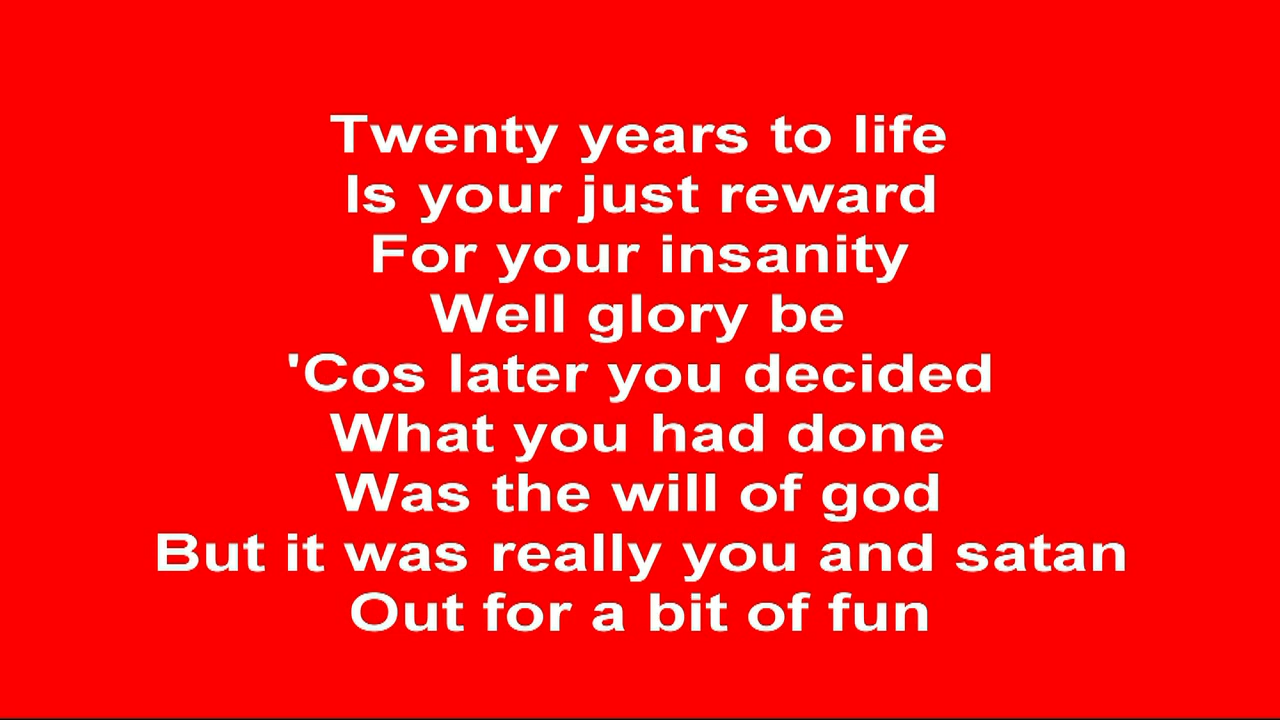 Twenty years to life
Is your just reward
For your insanity
Well glory be
'Cos later you decided
What you had done
Was the will of god
But it was really you and satan
Out for a bit of fun